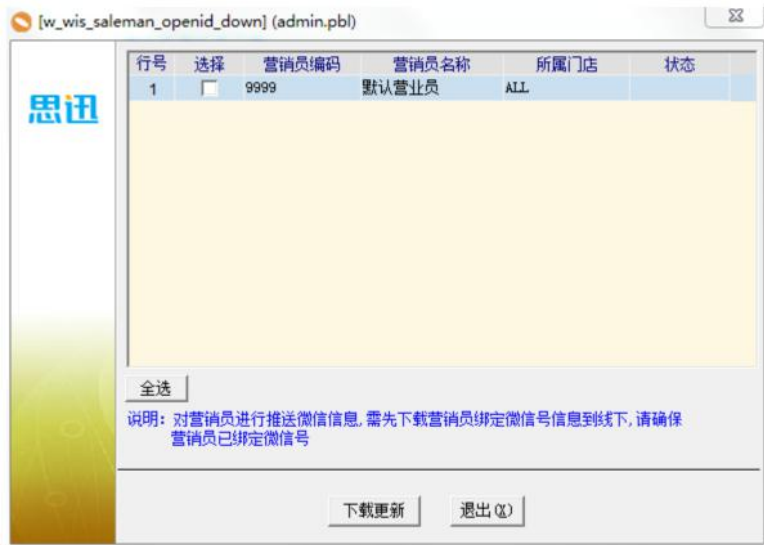 [w_wis_saleman_openid_down] (admin.pbl)
思迅
行号 选择 营销员编码 营销员名称 所属门店 状态
1 9999 默认营业员 ALL
全选
说明：对营销员进行推送微信信息,需先下载营销员绑定微信号信息到线下,请确保
营销员已绑定微信号
下载更新 退出(X)